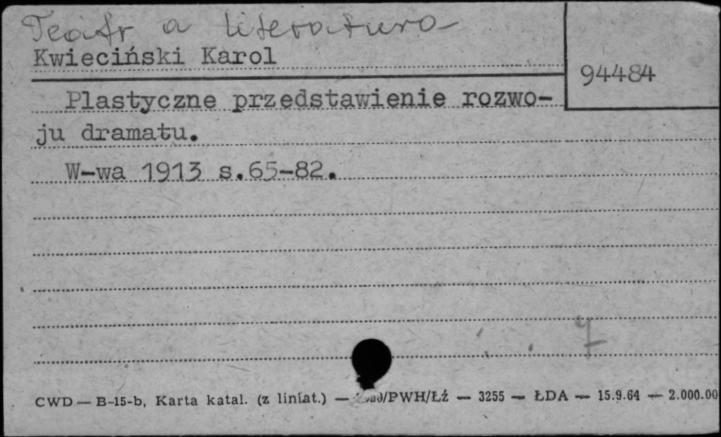 Teatr a literatura
Kwieciński Karol
94484
Plastyczne przedstawienie rozwo-
ju dramatu.
W-wa 1913 s.65-82.
7
CWD — B-15-b, Karta katal. (z liniat.) — /PWH/Łź — 3255 — ŁDA — 15.9.64 — 2.000.00